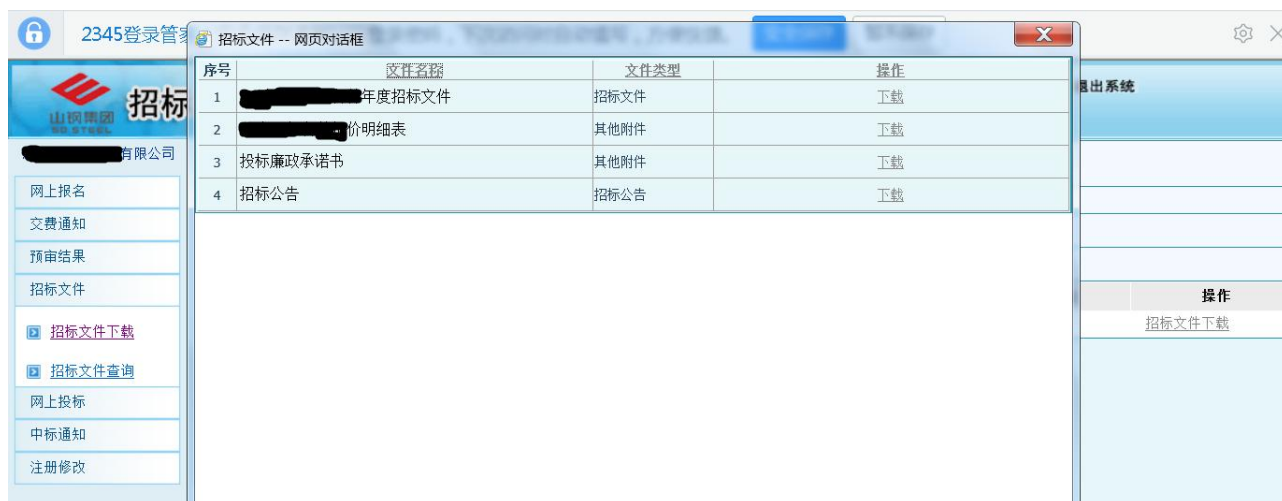 2345登录管家
招标文件 -- 网页对话框
招标
山钢集团
SD STEEL
退出系统
有限公司
网上报名
交费通知
预审结果
招标文件
招标文件下载
招标文件查询
网上投标
中标通知
注册修改
序号 文件名称 文件类型 操作
1 年度招标文件 招标文件 下载
2 价明细表 其他附件 下载
3 投标廉政承诺书 其他附件 下载
4 招标公告 招标公告 下载
操作
招标文件下载